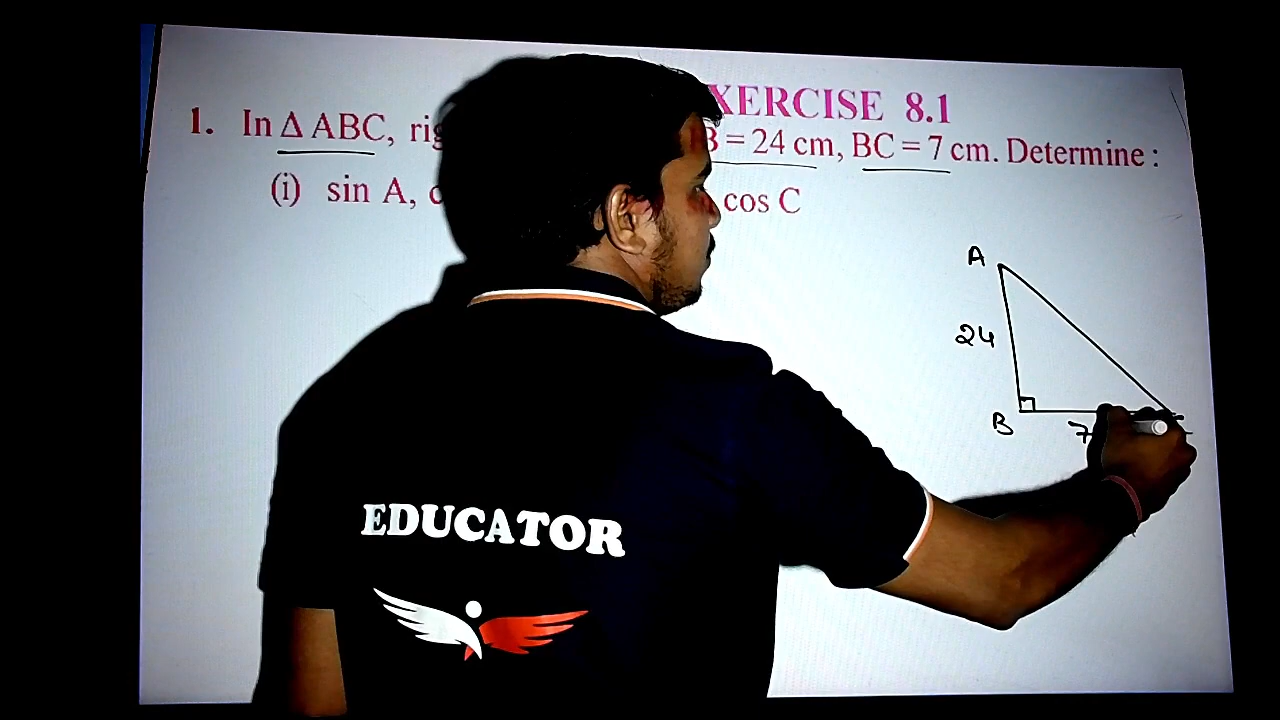 XERCISE 8.1
1. In Δ ABC, rig B = 24 cm, BC = 7 cm. Determine :
(i) sin A, c cos C
A
24
B
7
EDUCATOR